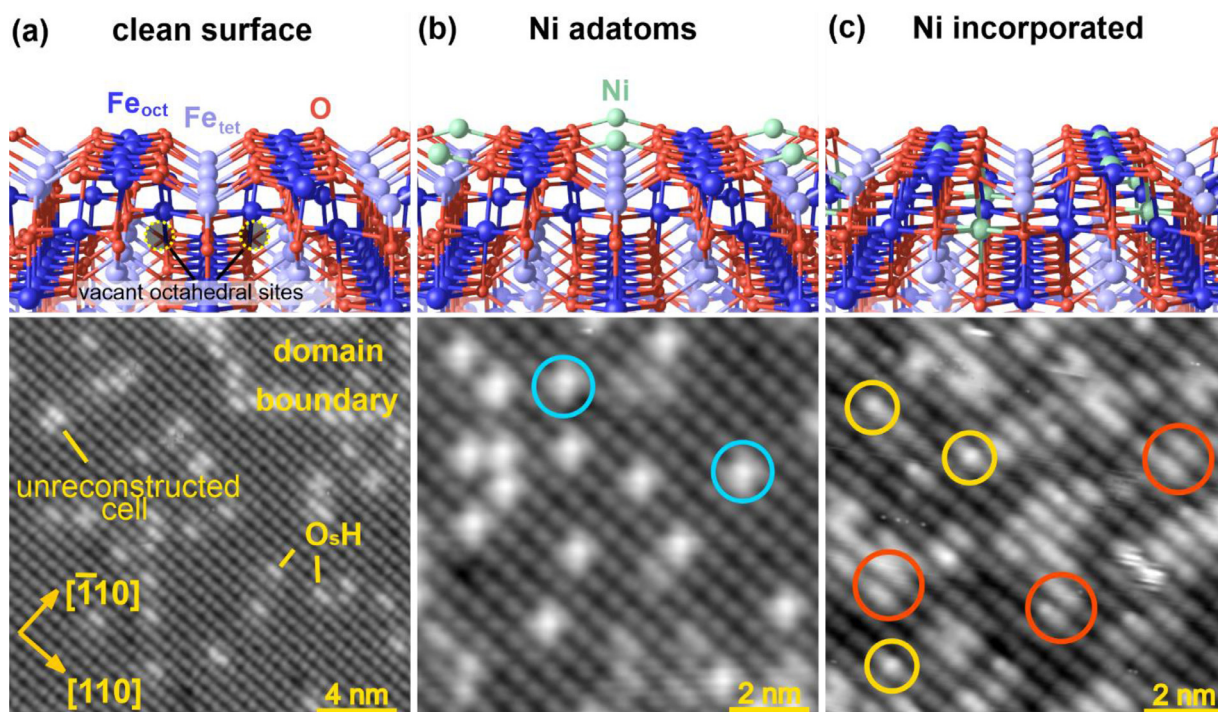 (a) clean surface
Fe_oct
Fe_tet
O
vacant octahedral sites
domain
boundary
unreconstructed
cell
OₛH
[1̄10]
[110]
4 nm
(b) Ni adatoms
Ni
2 nm
(c) Ni incorporated
2 nm